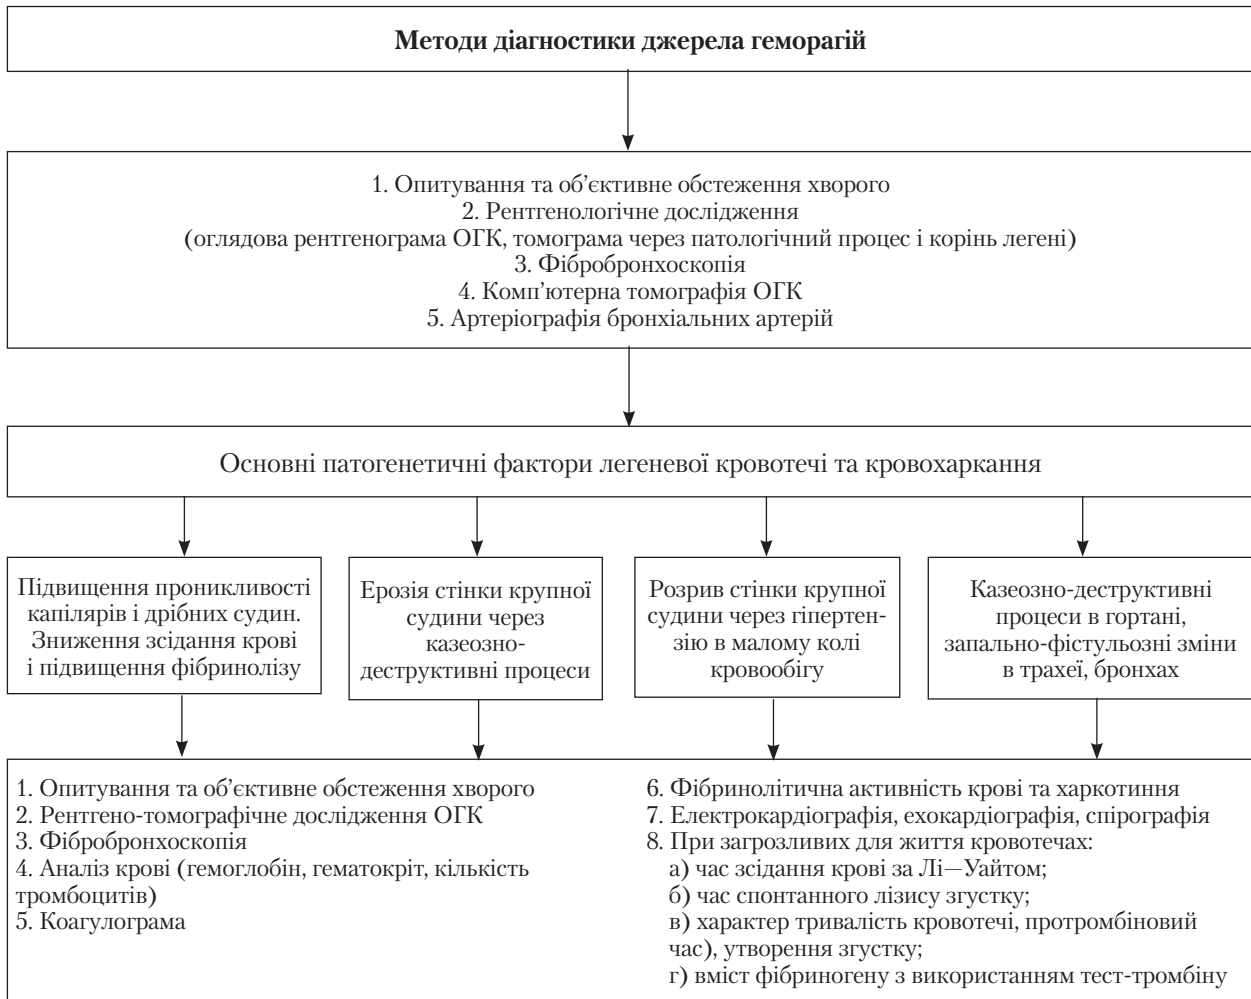 Методи діагностики джерела геморагій
1. Опитування та об’єктивне обстеження хворого
2. Рентгенологічне дослідження
(оглядова рентгенограма ОГК, томограма через патологічний процес і корінь легені)
3. Фібробронхоскопія
4. Комп’ютерна томографія ОГК
5. Артеріографія бронхіальних артерій
Основні патогенетичні фактори легеневої кровотечі та кровохаркання
Підвищення проникливості
капілярів і дрібних судин.
Зниження зсідання крові
і підвищення фібринолізу
Ерозія стінки крупної
судини через
казеозно-
деструктивні процеси
Розрив стінки крупної
судини через гіпертен-
зію в малому колі
кровообігу
Казеозно-деструктивні
процеси в гортані,
запально-фістульозні зміни
в трахеї, бронхах
1. Опитування та об’єктивне обстеження хворого
2. Рентгено-томографічне дослідження ОГК
3. Фібробронхоскопія
4. Аналіз крові (гемоглобін, гематокріт, кількість
тромбоцитів)
5. Коагулограма
6. Фібринолітична активність крові та харкотиння
7. Електрокардіографія, ехокардіографія, спірографія
8. При загрозливих для життя кровотечах:
а) час зсідання крові за Лі—Уайтом;
б) час спонтанного лізису згустку;
в) характер тривалість кровотечі, протромбіновий
час), утворення згустку;
г) вміст фібриногену з використанням тест-тромбіну